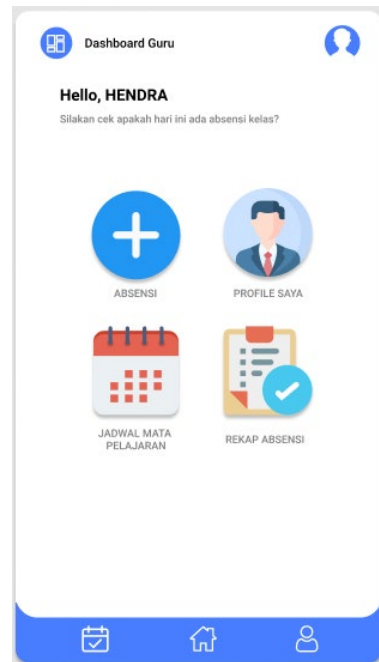 Dashboard Guru
Hello, HENDRA
Silakan cek apakah hari ini ada absensi kelas?
ABSENSI
PROFILE SAYA
JADWAL MATA
PELAJARAN
REKAP ABSENSI